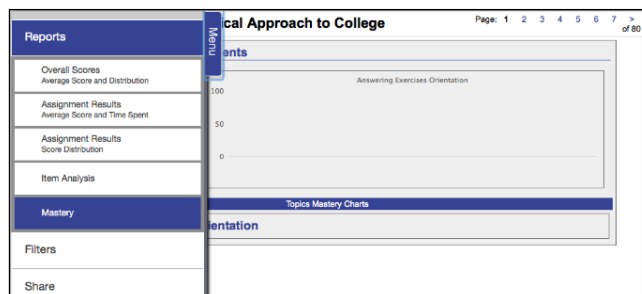 Reports
Overall Scores
Average Score and Distribution
Assignment Results
Average Score and Time Spent
Assignment Results
Score Distribution
Item Analysis
Mastery
Filters
Share
Menu
ical Approach to College
Page: 1 2 3 4 5 6 7 >
of 80
ents
Answering Exercises Orientation
100
50
0
Topics Mastery Charts
ientation